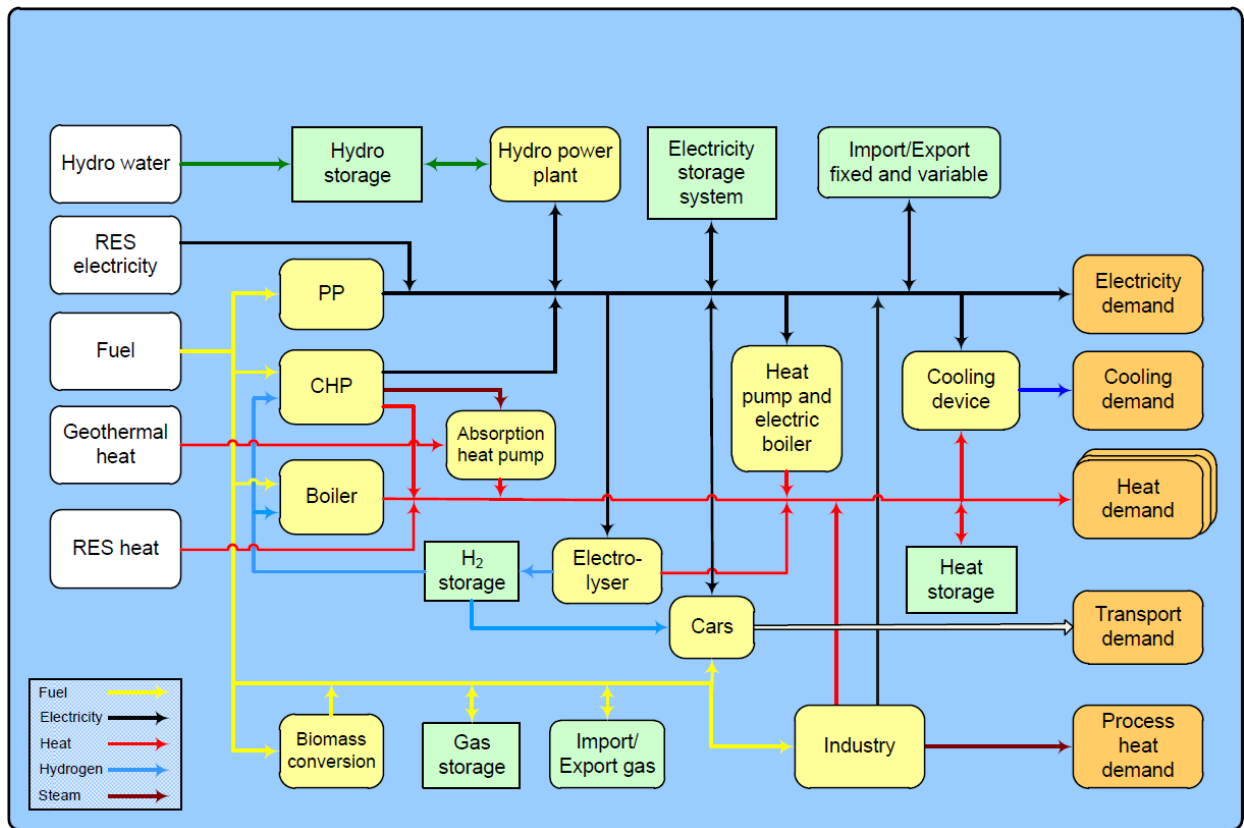 Hydro water
Hydro
storage
Hydro power
plant
Electricity
storage
system
Import/Export
fixed and variable
RES
electricity
PP
Electricity
demand
Fuel
CHP
Heat
pump and
electric
boiler
Cooling
device
Cooling
demand
Geothermal
heat
Absorption
heat pump
Boiler
Heat
demand
RES heat
H2
storage
Electro-
lyser
Heat
storage
Cars
Transport
demand
Fuel
Electricity
Heat
Hydrogen
Steam
Biomass
conversion
Gas
storage
Import/
Export gas
Industry
Process
heat
demand